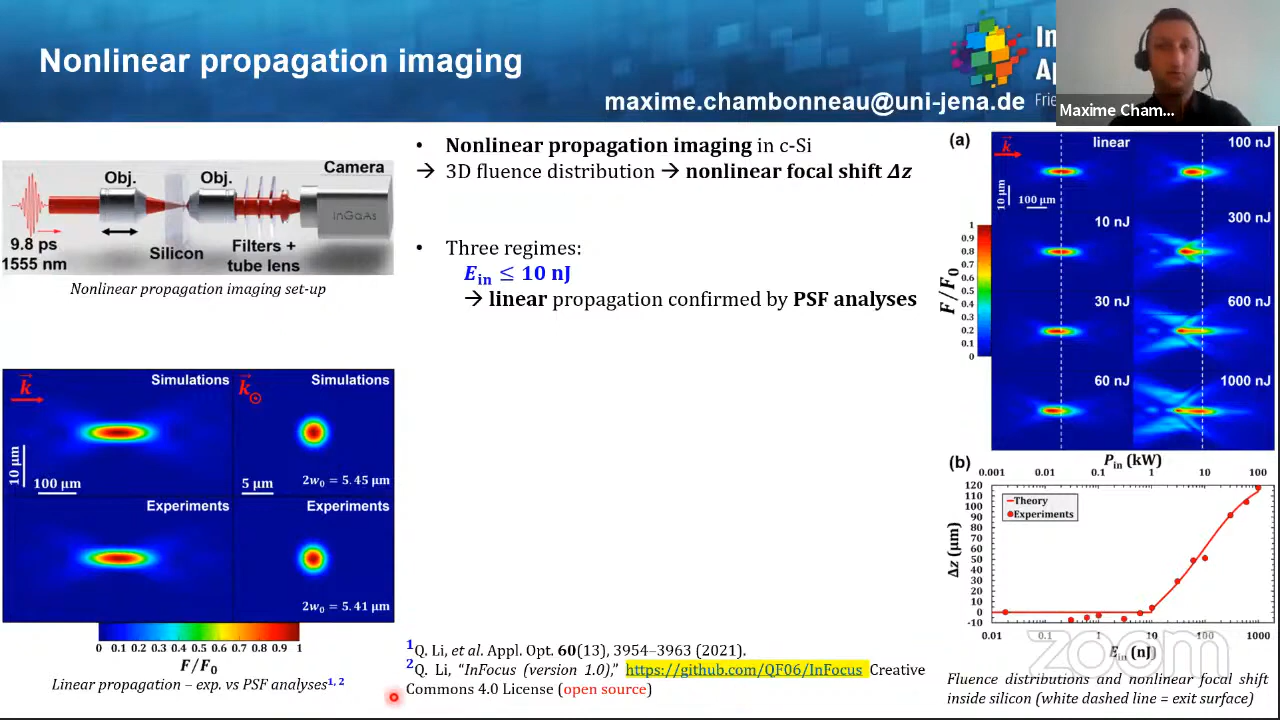 Nonlinear propagation imaging
In
Ap
Frie
maxime.chambonneau@uni-jena.de
Maxime Cham...
Obj.
Obj.
Camera
InGaAs
9.8 ps
1555 nm
Silicon
Filters +
tube lens
Nonlinear propagation imaging set-up
• Nonlinear propagation imaging in c-Si
→ 3D fluence distribution → nonlinear focal shift Δz
• Three regimes:
E_in ≤ 10 nJ
→ linear propagation confirmed by PSF analyses
k
Simulations
10 μm
100 μm
Experiments
k
Simulations
5 μm
2w₀ = 5.45 μm
Experiments
2w₀ = 5.41 μm
0 0.1 0.2 0.3 0.4 0.5 0.6 0.7 0.8 0.9 1
F/F₀
Linear propagation – exp. vs PSF analyses1, 2
1Q. Li, et al. Appl. Opt. 60(13), 3954–3963 (2021).
2Q. Li, “InFocus (version 1.0),” https://github.com/QF06/InFocus Creative
Commons 4.0 License (open source)
(a)
k
linear
100 nJ
10 μm
100 μm
10 nJ
300 nJ
30 nJ
600 nJ
60 nJ
1000 nJ
1
0.9
0.8
0.7
0.6
0.5
0.4
0.3
0.2
0.1
0
F/F₀
(b)
P_in (kW)
0.001 0.01 0.1 1 10 100
120
110
100
90
80
70
60
50
40
30
20
10
0
-10
Δz (μm)
Theory
Experiments
0.01 0.1 1 10 100 1000
E_in (nJ)
zoom
Fluence distributions and nonlinear focal shift
inside silicon (white dashed line = exit surface)